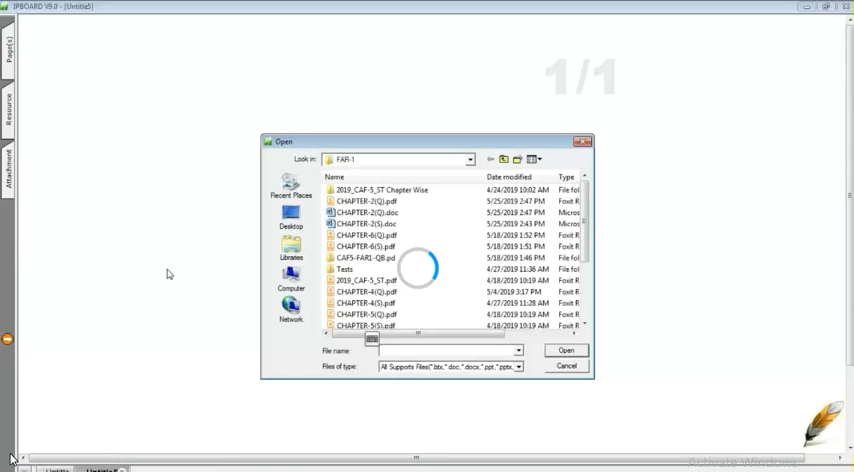 IPBOARD V9.0 - [Untitle5]
1/1
Page(s)
Resource
Attachment
Open
Look in: FAR-1
Name Date modified Type
2019_CAF-5_ST Chapter Wise 4/24/2019 10:02 AM File fol
CHAPTER-2(Q).pdf 5/25/2019 2:47 PM Foxit R
CHAPTER-2(Q).doc 5/25/2019 2:47 PM Micros
CHAPTER-2(S).doc 5/25/2019 2:43 PM Micros
CHAPTER-6(Q).pdf 5/18/2019 1:52 PM Foxit R
CHAPTER-6(S).pdf 5/18/2019 1:51 PM Foxit R
CAF5-FAR1-QB.pd 5/18/2019 1:46 PM File fol
Tests 4/27/2019 11:36 AM File fol
2019_CAF-5_ST.pdf 4/18/2019 10:19 AM Foxit R
CHAPTER-4(Q).pdf 5/4/2019 3:17 PM Foxit R
CHAPTER-4(S).pdf 4/27/2019 11:28 AM Foxit R
CHAPTER-5(Q).pdf 4/18/2019 10:19 AM Foxit R
CHAPTER-5(S).pdf 4/18/2019 10:19 AM Foxit R
Recent Places
Desktop
Libraries
Computer
Network
File name: Open
Files of type: All Supports Files(*.btx,*.doc,*.docx,*.ppt,*.pptx, Cancel
Activate Windows
Untitle Untitle5